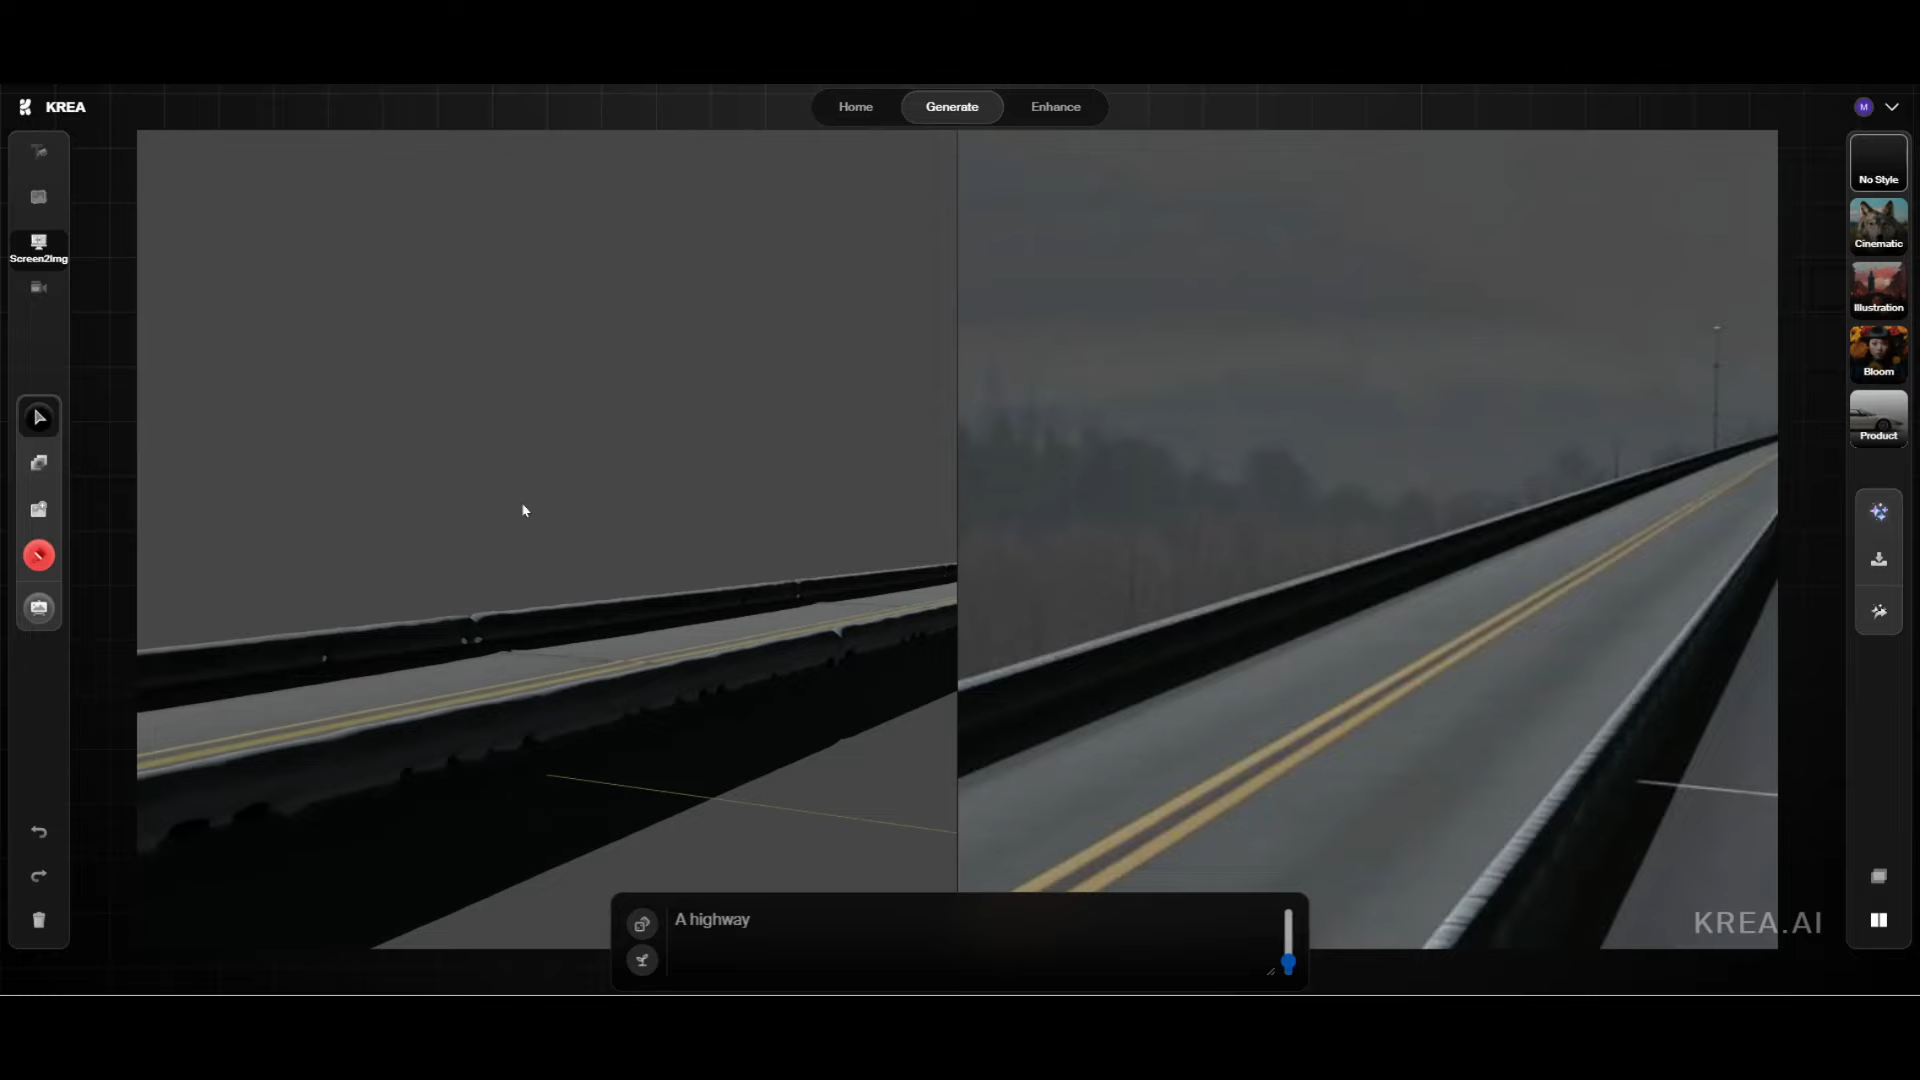 KREA
Home
Generate
Enhance
M
Screen2Img
No Style
Cinematic
Illustration
Bloom
Product
A highway
KREA.AI